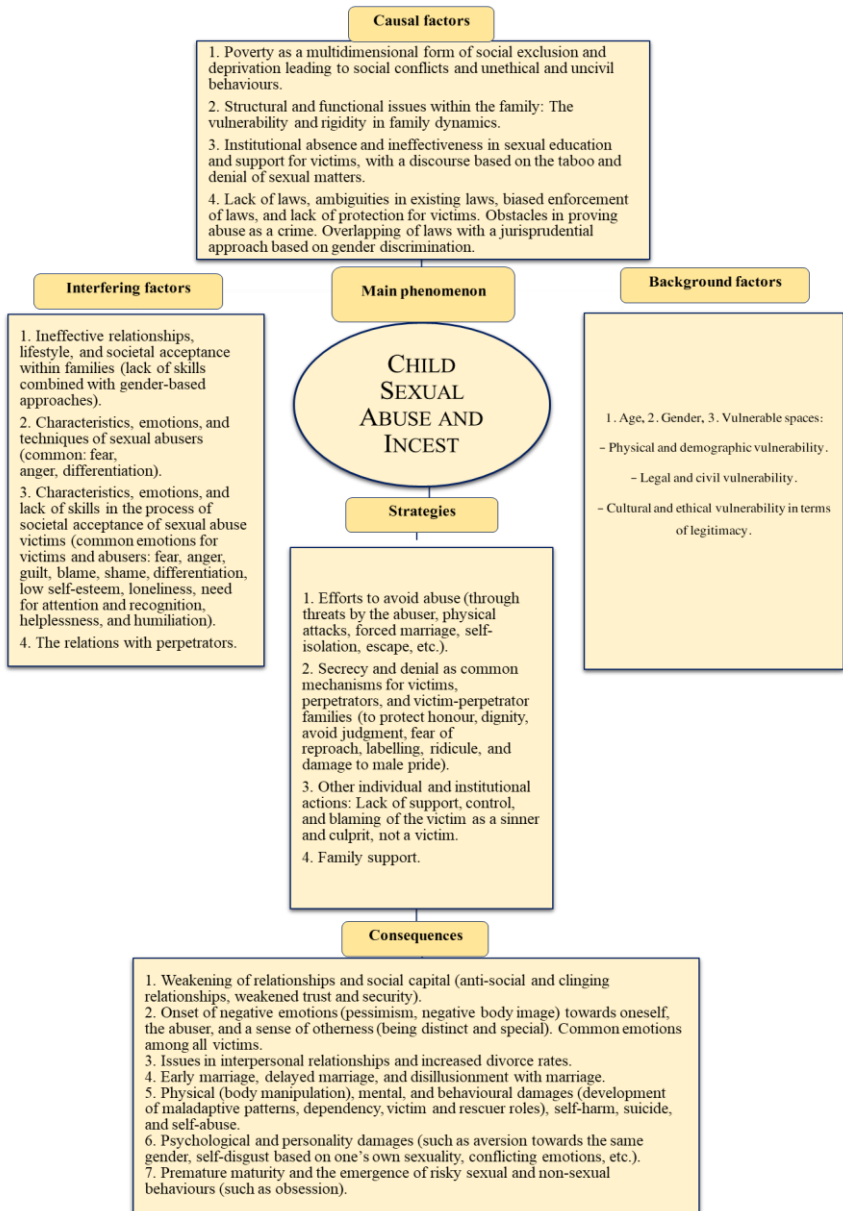 Causal factors
1. Poverty as a multidimensional form of social exclusion and
deprivation leading to social conflicts and unethical and uncivil
behaviours.
2. Structural and functional issues within the family: The
vulnerability and rigidity in family dynamics.
3. Institutional absence and ineffectiveness in sexual education
and support for victims, with a discourse based on the taboo and
denial of sexual matters.
4. Lack of laws, ambiguities in existing laws, biased enforcement
of laws, and lack of protection for victims. Obstacles in proving
abuse as a crime. Overlapping of laws with a jurisprudential
approach based on gender discrimination.
Interfering factors
1. Ineffective relationships,
lifestyle, and societal acceptance
within families (lack of skills
combined with gender-based
approaches).
2. Characteristics, emotions, and
techniques of sexual abusers
(common: fear,
anger, differentiation).
3. Characteristics, emotions, and
lack of skills in the process of
societal acceptance of sexual abuse
victims (common emotions for
victims and abusers: fear, anger,
guilt, blame, shame, differentiation,
low self-esteem, loneliness, need
for attention and recognition,
helplessness, and humiliation).
4. The relations with perpetrators.
Main phenomenon
CHILD
SEXUAL
ABUSE AND
INCEST
Background factors
1. Age, 2. Gender, 3. Vulnerable spaces:
– Physical and demographic vulnerability.
– Legal and civil vulnerability.
– Cultural and ethical vulnerability in terms
of legitimacy.
Strategies
1. Efforts to avoid abuse (through
threats by the abuser, physical
attacks, forced marriage, self-
isolation, escape, etc.).
2. Secrecy and denial as common
mechanisms for victims,
perpetrators, and victim-perpetrator
families (to protect honour, dignity,
avoid judgment, fear of
reproach, labelling, ridicule, and
damage to male pride).
3. Other individual and institutional
actions: Lack of support, control,
and blaming of the victim as a sinner
and culprit, not a victim.
4. Family support.
Consequences
1. Weakening of relationships and social capital (anti-social and clinging
relationships, weakened trust and security).
2. Onset of negative emotions (pessimism, negative body image) towards oneself,
the abuser, and a sense of otherness (being distinct and special). Common emotions
among all victims.
3. Issues in interpersonal relationships and increased divorce rates.
4. Early marriage, delayed marriage, and disillusionment with marriage.
5. Physical (body manipulation), mental, and behavioural damages (development
of maladaptive patterns, dependency, victim and rescuer roles), self-harm, suicide,
and self-abuse.
6. Psychological and personality damages (such as aversion towards the same
gender, self-disgust based on one's own sexuality, conflicting emotions, etc.).
7. Premature maturity and the emergence of risky sexual and non-sexual
behaviours (such as obsession).